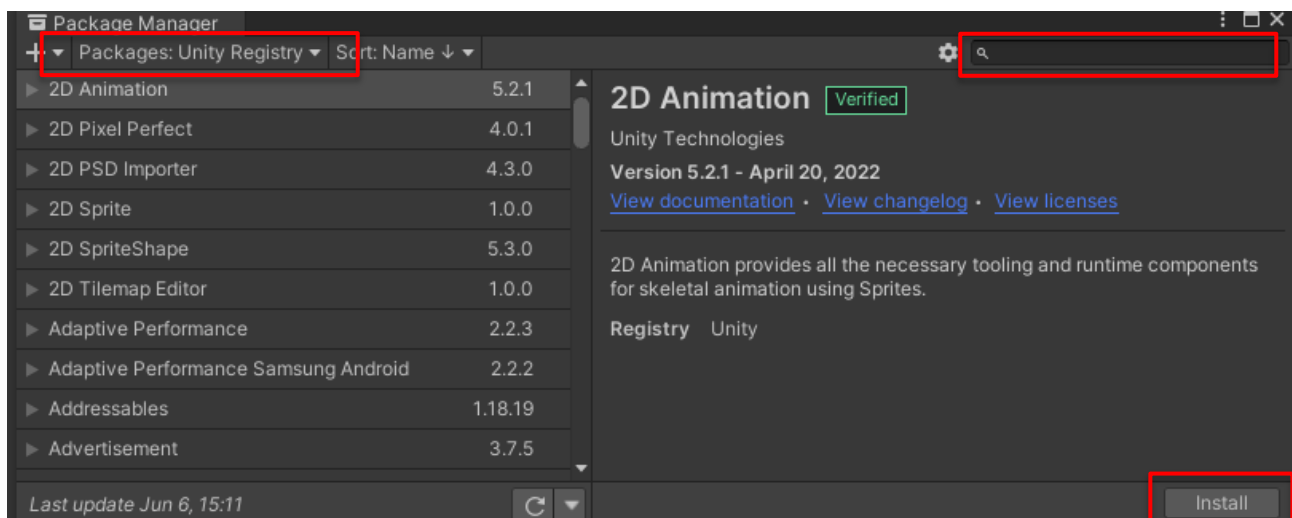 Package Manager
Packages: Unity Registry Sort: Name ↓
2D Animation 5.2.1
2D Pixel Perfect 4.0.1
2D PSD Importer 4.3.0
2D Sprite 1.0.0
2D SpriteShape 5.3.0
2D Tilemap Editor 1.0.0
Adaptive Performance 2.2.3
Adaptive Performance Samsung Android 2.2.2
Addressables 1.18.19
Advertisement 3.7.5
Last update Jun 6, 15:11
2D Animation Verified
Unity Technologies
Version 5.2.1 - April 20, 2022
View documentation • View changelog • View licenses
2D Animation provides all the necessary tooling and runtime components
for skeletal animation using Sprites.
Registry Unity
Install